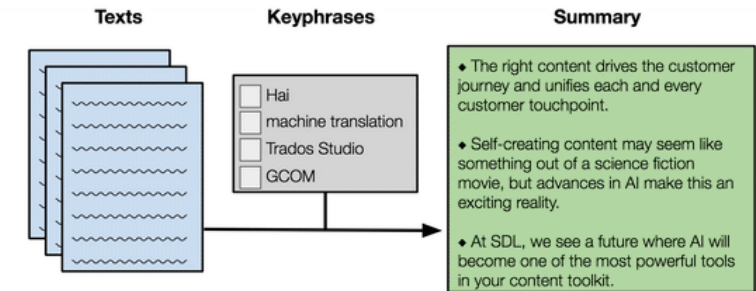 Texts
Keyphrases
Summary
Hai
machine translation
Trados Studio
GCOM
◆ The right content drives the customer
journey and unifies each and every
customer touchpoint.
◆ Self-creating content may seem like
something out of a science fiction
movie, but advances in AI make this an
exciting reality.
◆ At SDL, we see a future where AI will
become one of the most powerful tools
in your content toolkit.